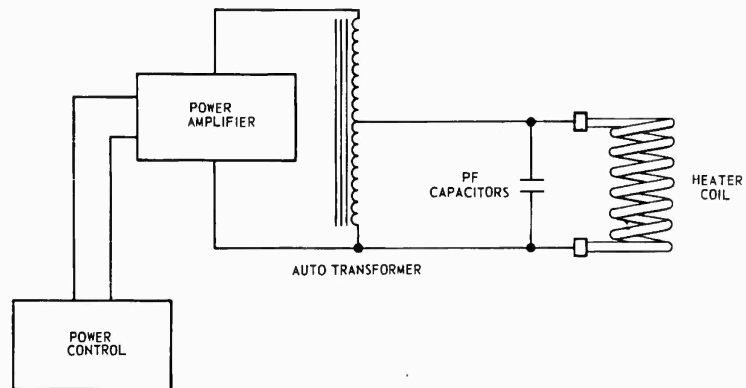 POWER
AMPLIFIER
PF
CAPACITORS
HEATER
COIL
AUTO TRANSFORMER
POWER
CONTROL